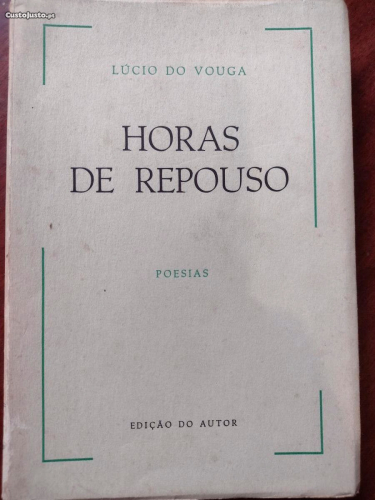 CustoJusto.pt
LÚCIO DO VOUGA
HORAS
DE REPOUSO
POESIAS
EDIÇÃO DO AUTOR